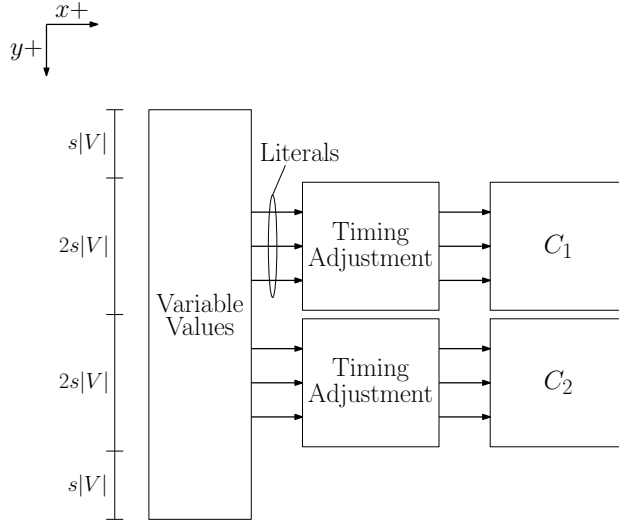 x+
y+
s|V|
2s|V|
2s|V|
s|V|
Variable
Values
Literals
Timing
Adjustment
C₁
Timing
Adjustment
C₂